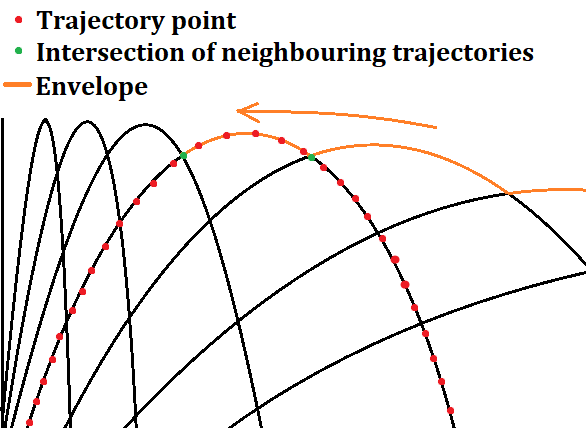 Trajectory point
Intersection of neighbouring trajectories
Envelope